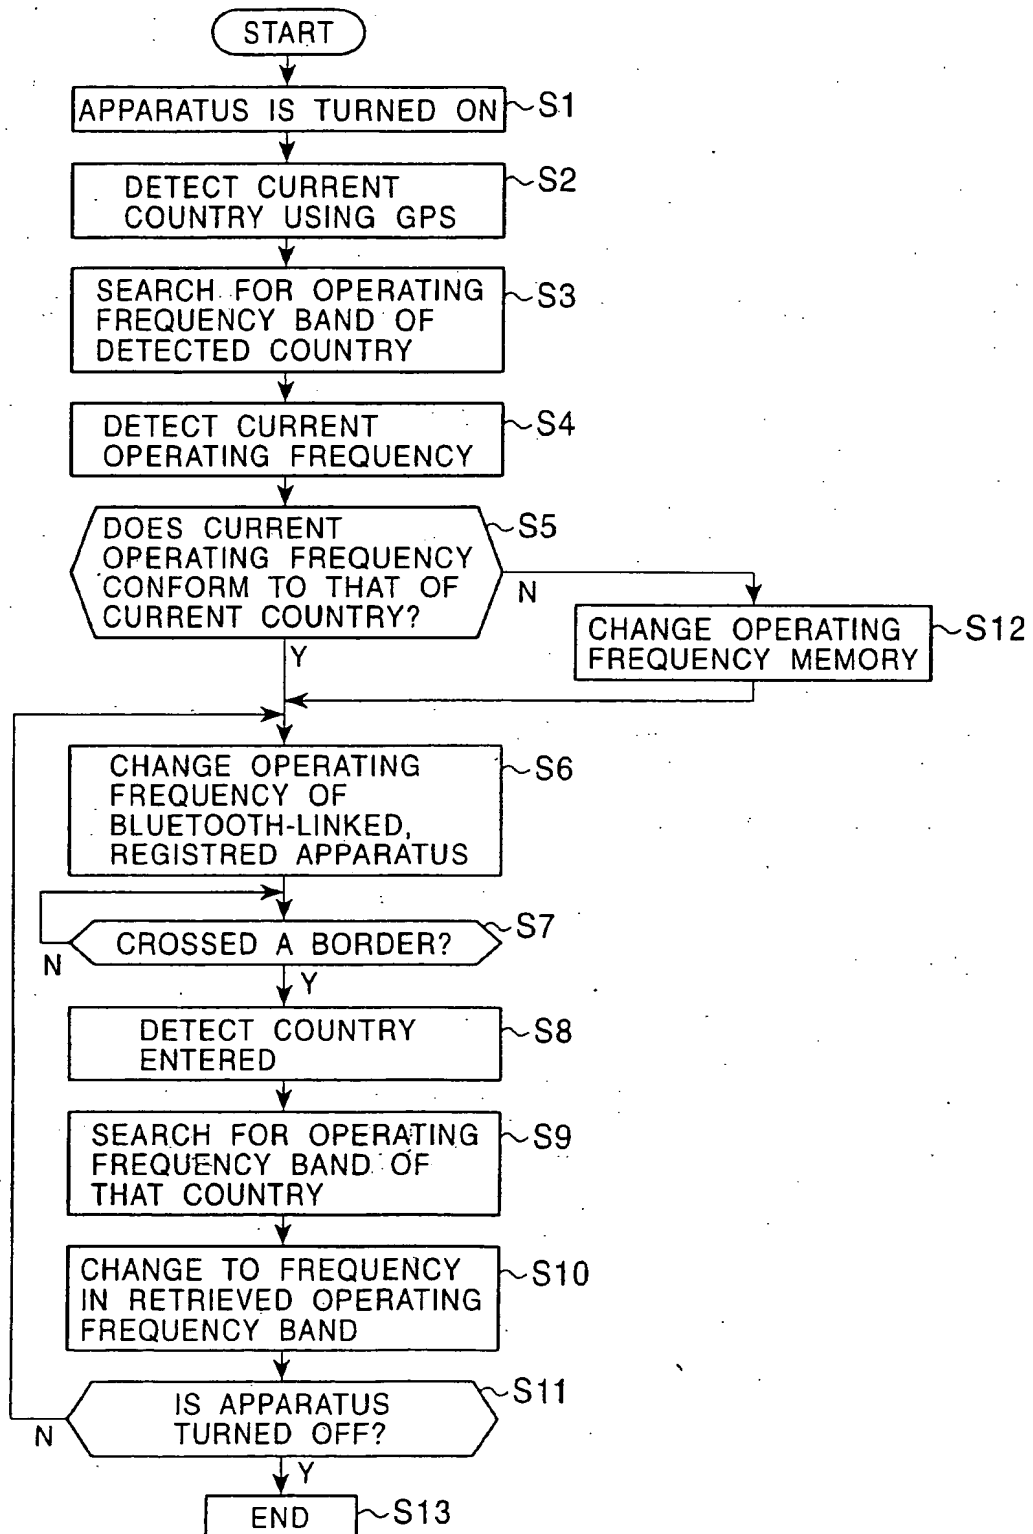 START
APPARATUS IS TURNED ON
S1
DETECT CURRENT
COUNTRY USING GPS
S2
SEARCH FOR OPERATING
FREQUENCY BAND OF
DETECTED COUNTRY
S3
DETECT CURRENT
OPERATING FREQUENCY
S4
DOES CURRENT
OPERATING FREQUENCY
CONFORM TO THAT OF
CURRENT COUNTRY?
S5
N
CHANGE OPERATING
FREQUENCY MEMORY
S12
Y
CHANGE OPERATING
FREQUENCY OF
BLUETOOTH-LINKED,
REGISTRED APPARATUS
S6
CROSSED A BORDER?
S7
N
Y
DETECT COUNTRY
ENTERED
S8
SEARCH FOR OPERATING
FREQUENCY BAND OF
THAT COUNTRY
S9
CHANGE TO FREQUENCY
IN RETRIEVED OPERATING
FREQUENCY BAND
S10
IS APPARATUS
TURNED OFF?
S11
N
Y
END
S13